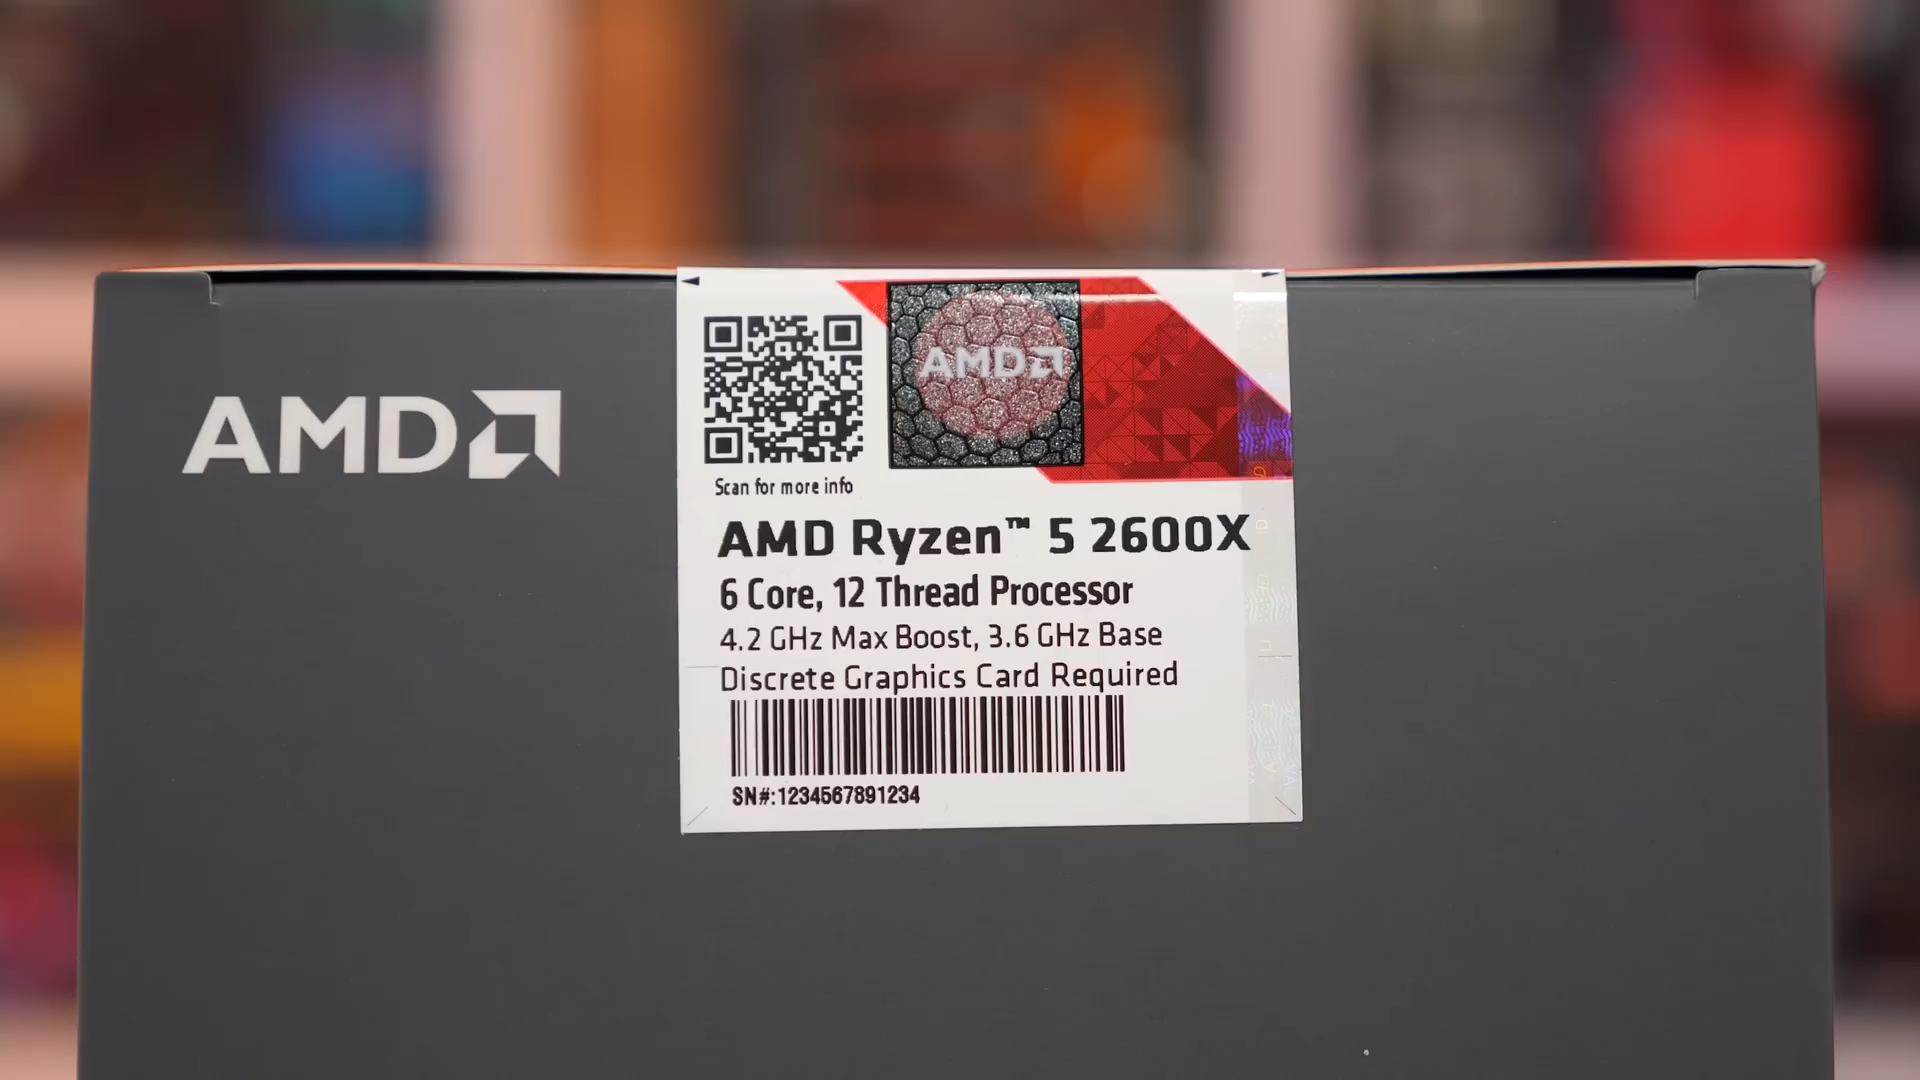 AMD
AMD
Scan for more info
AMD Ryzen™ 5 2600X
6 Core, 12 Thread Processor
4.2 GHz Max Boost, 3.6 GHz Base
Discrete Graphics Card Required
SN#:1234567891234